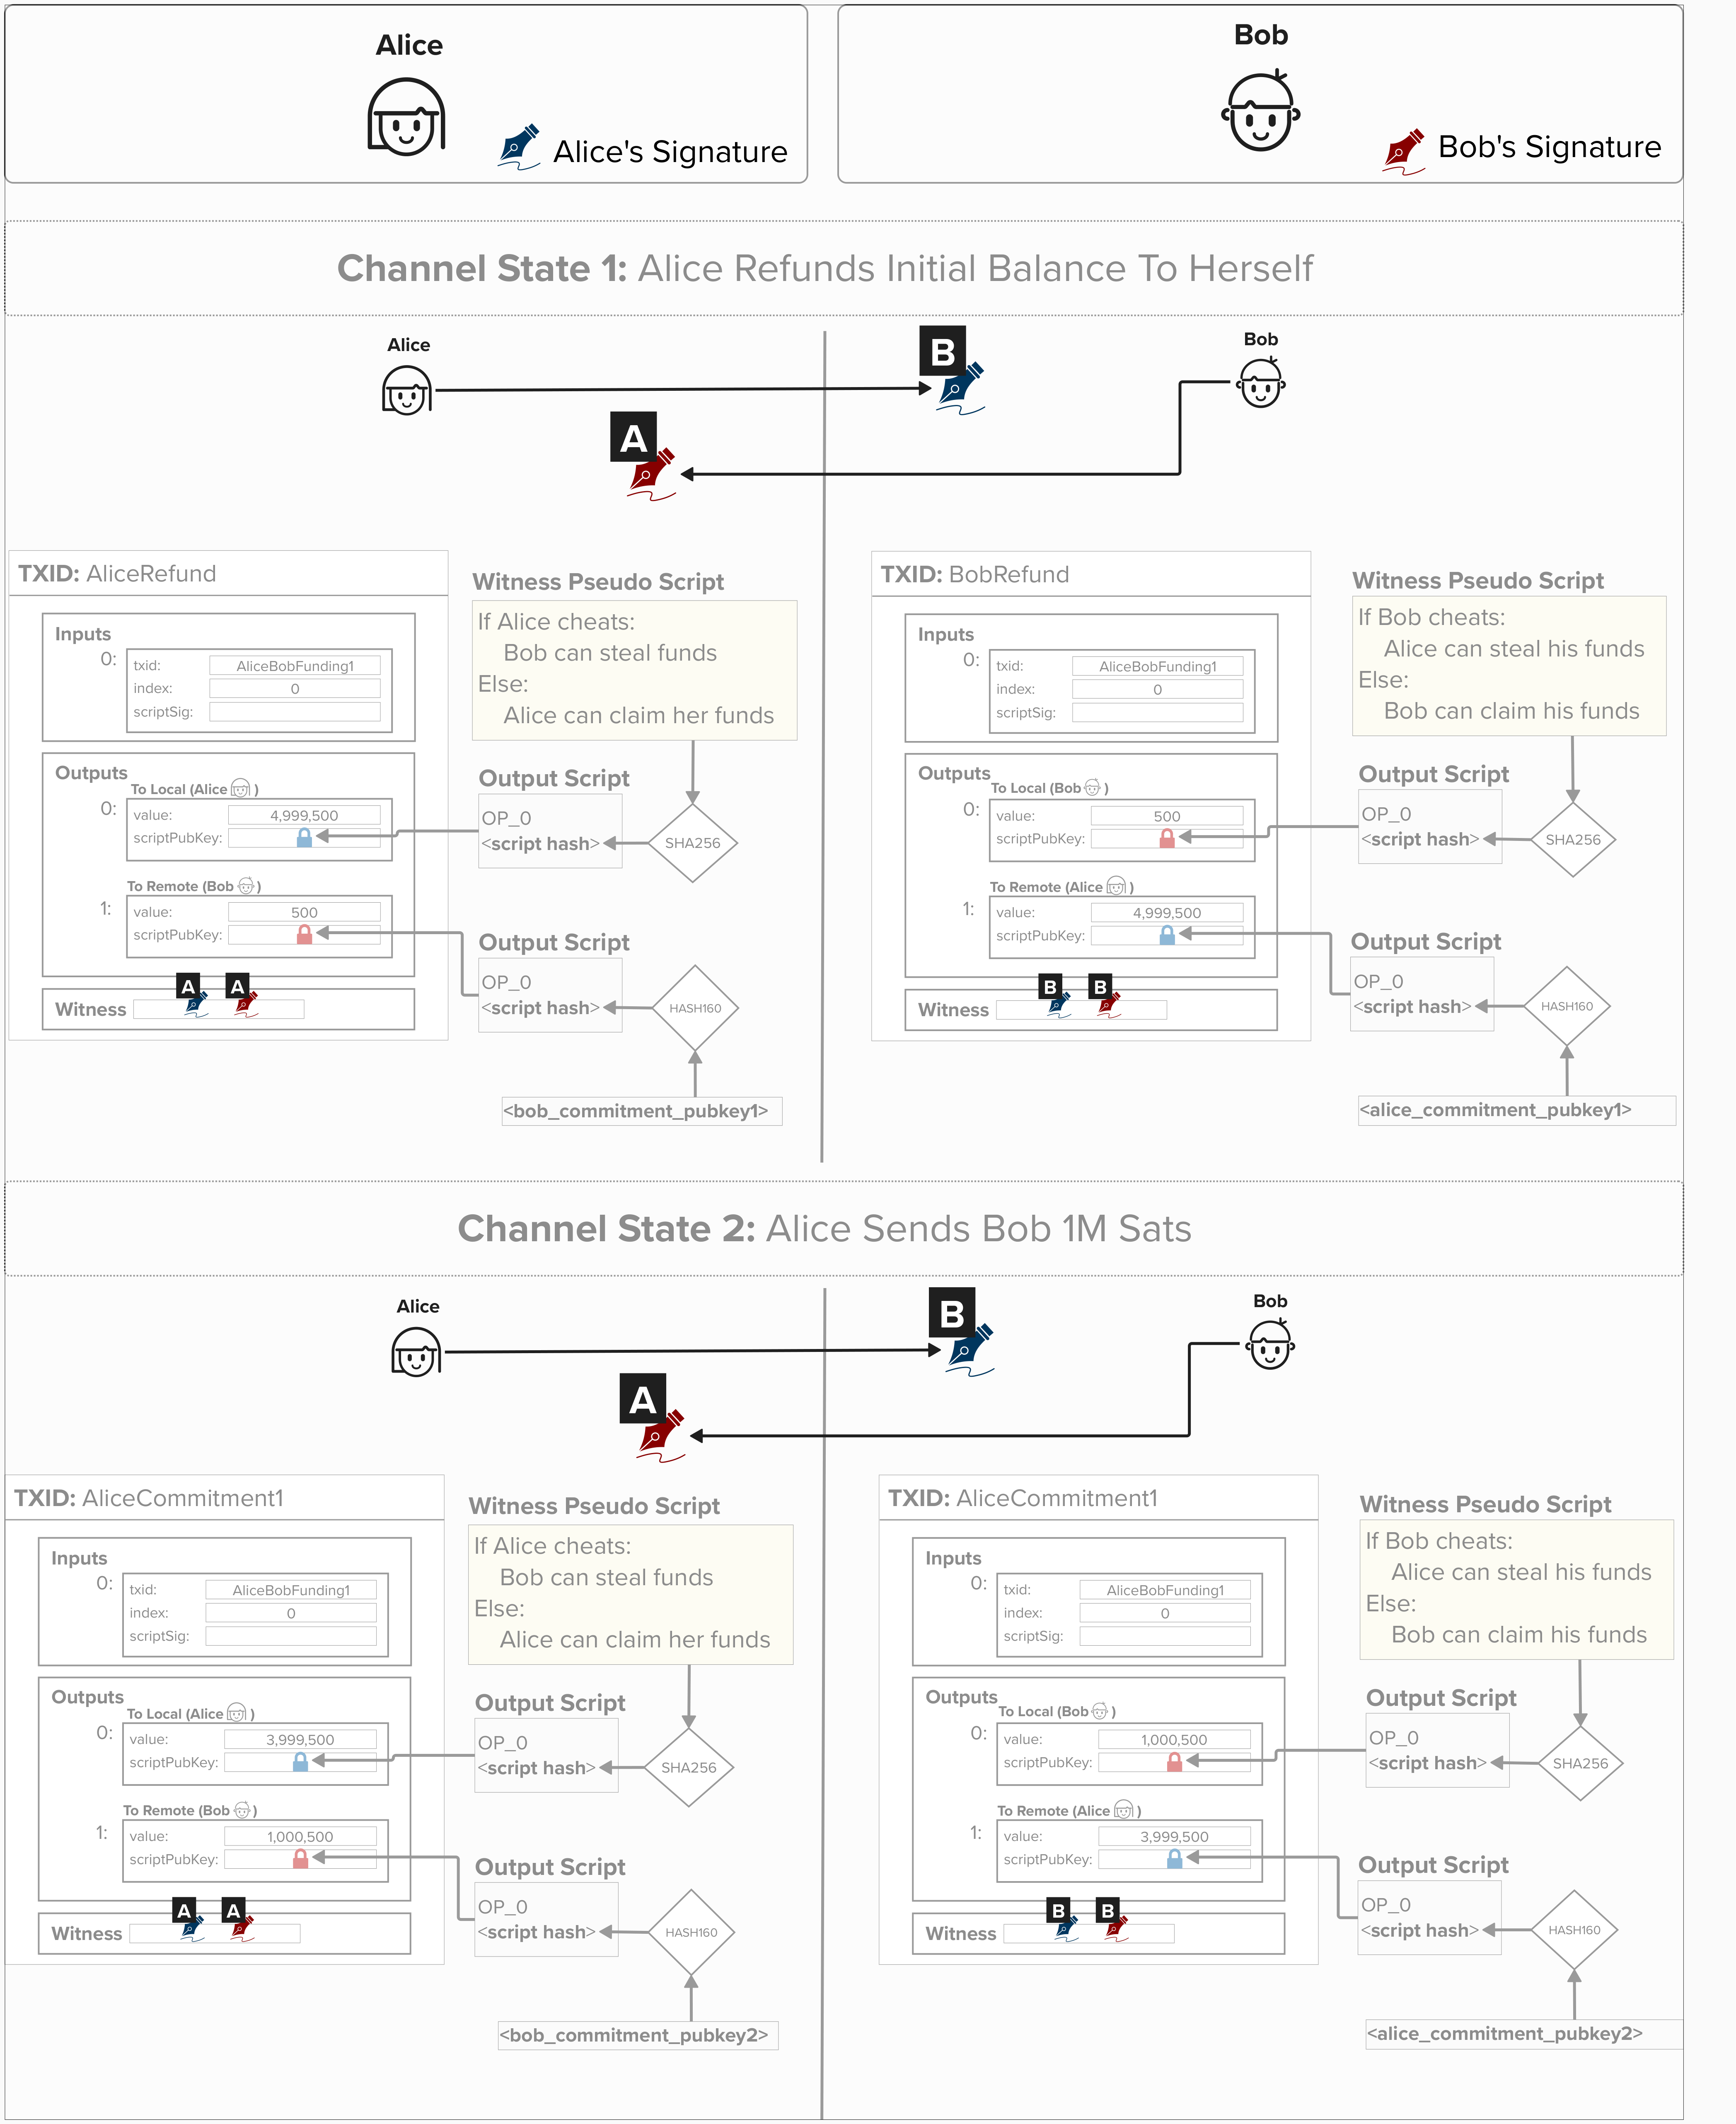 Alice
Alice's Signature
Bob
Bob's Signature
Channel State 1: Alice Refunds Initial Balance To Herself
Alice
B
Bob
A
TXID: AliceRefund
Inputs
0:
txid: AliceBobFunding1
index: 0
scriptSig:
Outputs
To Local (Alice )
0:
value: 4,999,500
scriptPubKey:
To Remote (Bob )
1:
value: 500
scriptPubKey:
A A
Witness
Witness Pseudo Script
If Alice cheats:
Bob can steal funds
Else:
Alice can claim her funds
Output Script
OP_0
<script hash>
SHA256
Output Script
OP_0
<script hash>
HASH160
<bob_commitment_pubkey1>
TXID: BobRefund
Inputs
0:
txid: AliceBobFunding1
index: 0
scriptSig:
Outputs
To Local (Bob )
0:
value: 500
scriptPubKey:
To Remote (Alice )
1:
value: 4,999,500
scriptPubKey:
B B
Witness
Witness Pseudo Script
If Bob cheats:
Alice can steal his funds
Else:
Bob can claim his funds
Output Script
OP_0
<script hash>
SHA256
Output Script
OP_0
<script hash>
HASH160
<alice_commitment_pubkey1>
Channel State 2: Alice Sends Bob 1M Sats
Alice
B
Bob
A
TXID: AliceCommitment1
Inputs
0:
txid: AliceBobFunding1
index: 0
scriptSig:
Outputs
To Local (Alice )
0:
value: 3,999,500
scriptPubKey:
To Remote (Bob )
1:
value: 1,000,500
scriptPubKey:
A A
Witness
Witness Pseudo Script
If Alice cheats:
Bob can steal funds
Else:
Alice can claim her funds
Output Script
OP_0
<script hash>
SHA256
Output Script
OP_0
<script hash>
HASH160
<bob_commitment_pubkey2>
TXID: AliceCommitment1
Inputs
0:
txid: AliceBobFunding1
index: 0
scriptSig:
Outputs
To Local (Bob )
0:
value: 1,000,500
scriptPubKey:
To Remote (Alice )
1:
value: 3,999,500
scriptPubKey:
B B
Witness
Witness Pseudo Script
If Bob cheats:
Alice can steal his funds
Else:
Bob can claim his funds
Output Script
OP_0
<script hash>
SHA256
Output Script
OP_0
<script hash>
HASH160
<alice_commitment_pubkey2>